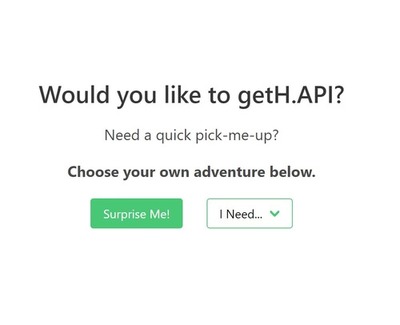 Would you like to getH.API?
Need a quick pick-me-up?
Choose your own adventure below.
Surprise Me! I Need...